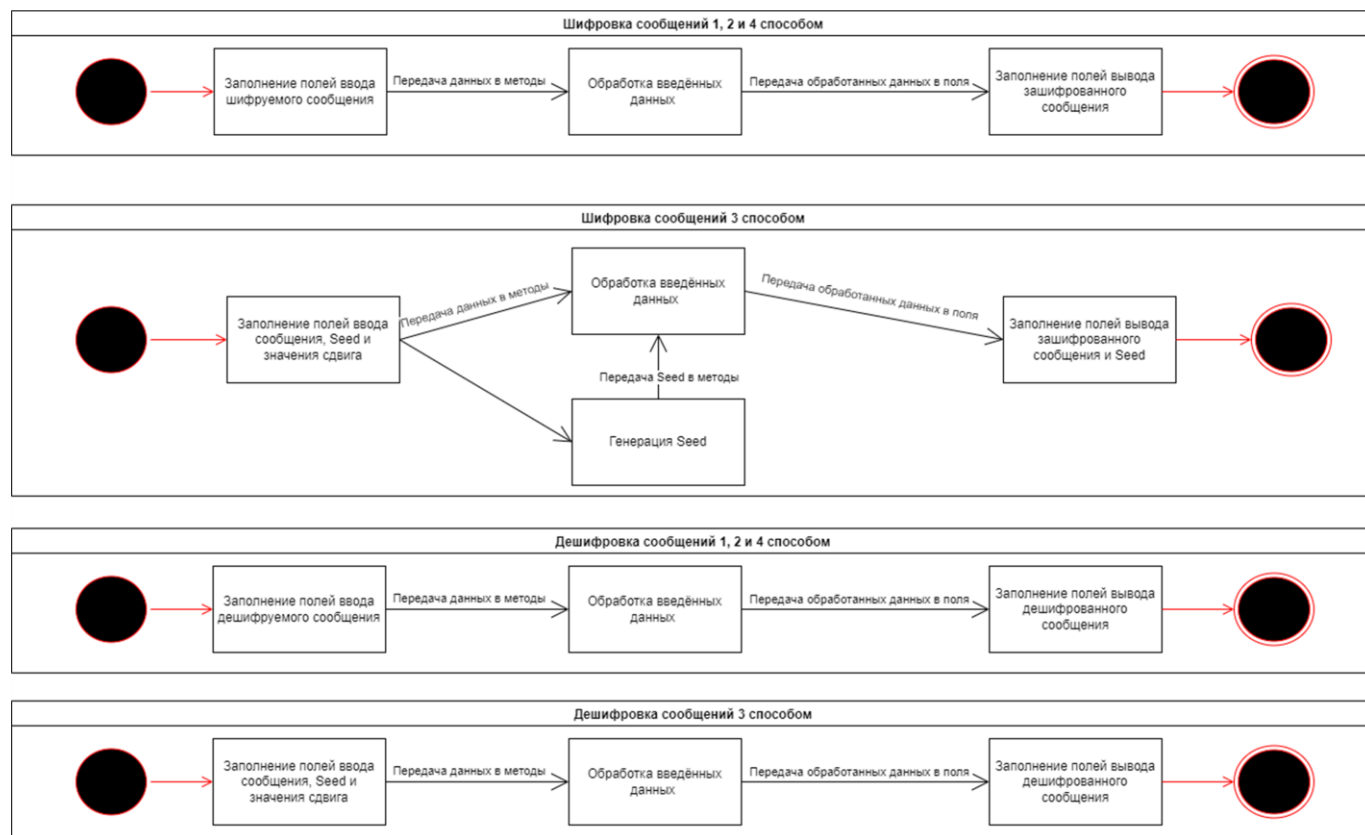 Шифровка сообщений 1, 2 и 4 способом
Заполнение полей ввода
шифруемого сообщения
Передача данных в методы
Обработка введённых
данных
Передача обработанных данных в поля
Заполнение полей вывода
зашифрованного
сообщения
Шифровка сообщений 3 способом
Заполнение полей ввода
сообщения, Seed и
значения сдвига
Передача данных в методы
Обработка введённых
данных
Передача Seed в методы
Генерация Seed
Передача обработанных данных в поля
Заполнение полей вывода
зашифрованного
сообщения и Seed
Дешифровка сообщений 1, 2 и 4 способом
Заполнение полей ввода
дешифруемого сообщения
Передача данных в методы
Обработка введённых
данных
Передача обработанных данных в поля
Заполнение полей вывода
дешифрованного
сообщения
Дешифровка сообщений 3 способом
Заполнение полей ввода
сообщения, Seed и
значения сдвига
Передача данных в методы
Обработка введённых
данных
Передача обработанных данных в поля
Заполнение полей вывода
дешифрованного
сообщения